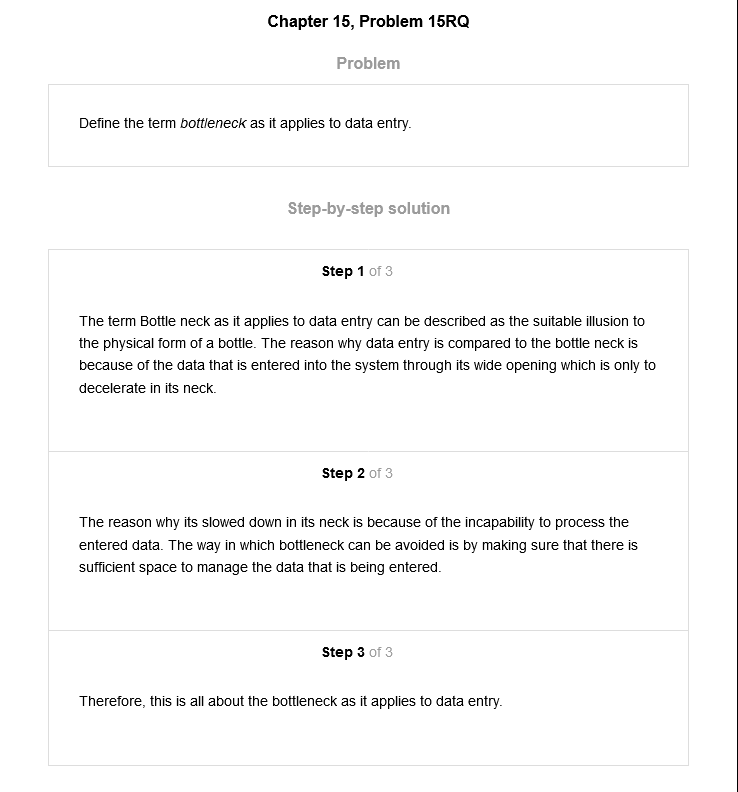 Chapter 15, Problem 15RQ
Problem
Define the term bottleneck as it applies to data entry.
Step-by-step solution
Step 1 of 3
The term Bottle neck as it applies to data entry can be described as the suitable illusion to
the physical form of a bottle. The reason why data entry is compared to the bottle neck is
because of the data that is entered into the system through its wide opening which is only to
decelerate in its neck.
Step 2 of 3
The reason why its slowed down in its neck is because of the incapability to process the
entered data. The way in which bottleneck can be avoided is by making sure that there is
sufficient space to manage the data that is being entered.
Step 3 of 3
Therefore, this is all about the bottleneck as it applies to data entry.